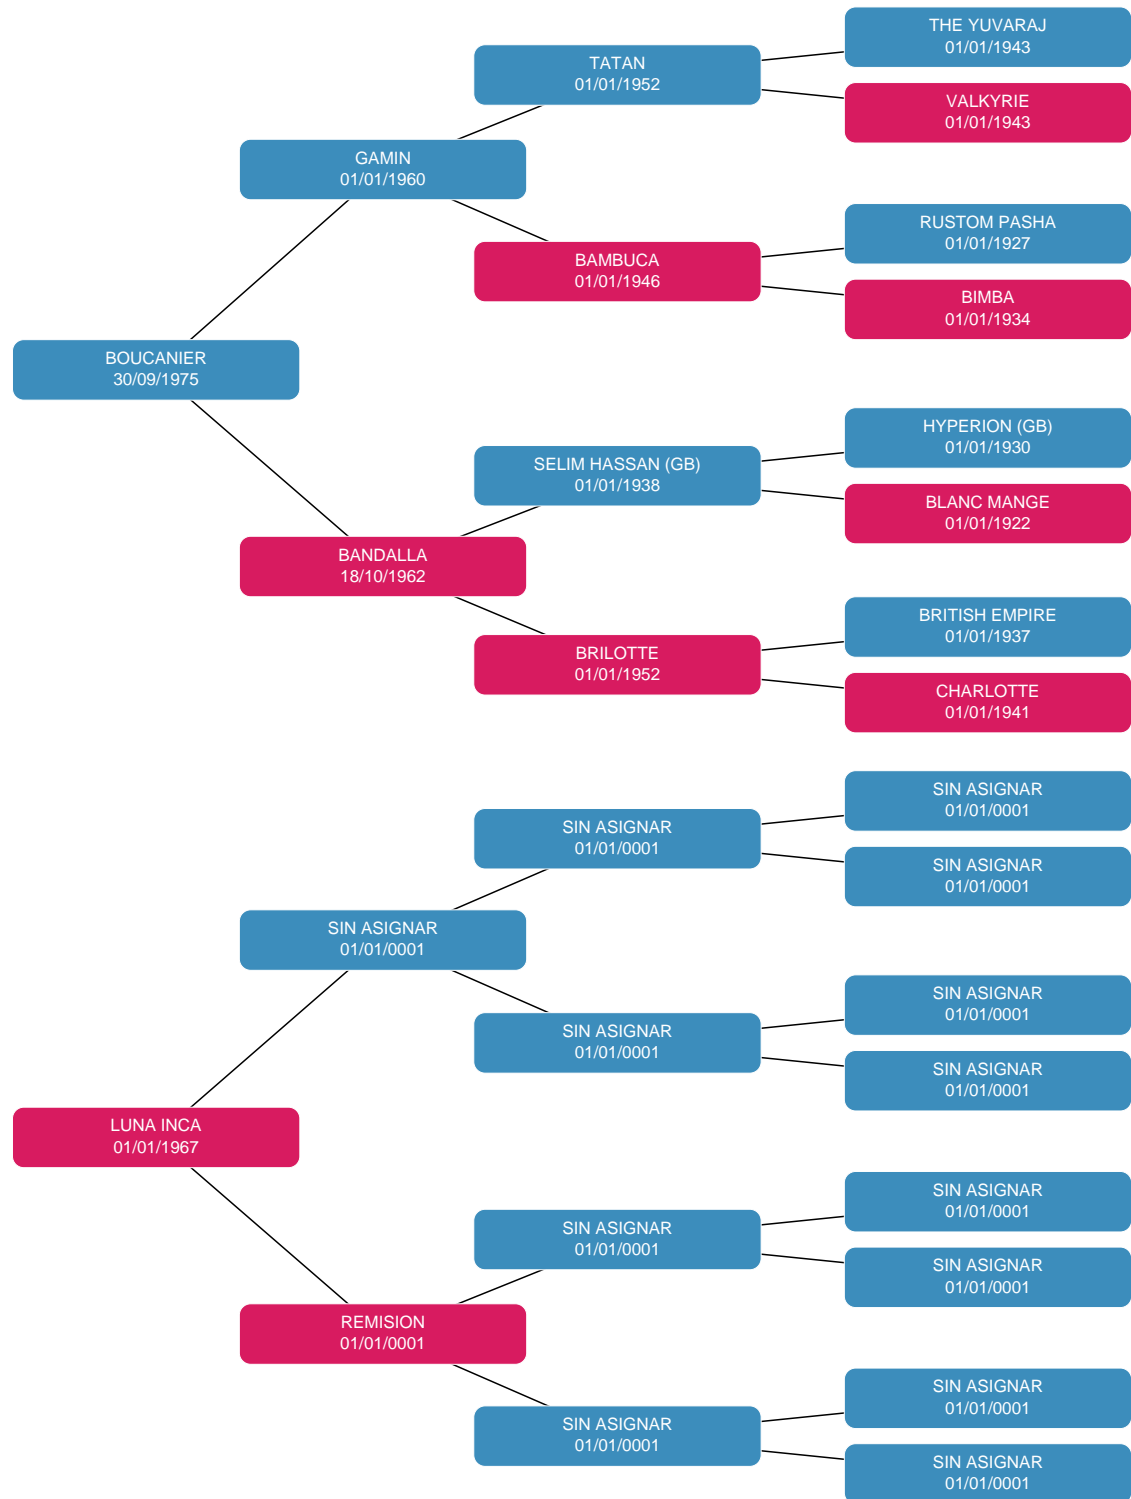 THE YUVARAJ
01/01/1943
TATAN
01/01/1952
VALKYRIE
01/01/1943
GAMIN
01/01/1960
RUSTOM PASHA
01/01/1927
BAMBUCA
01/01/1946
BIMBA
01/01/1934
BOUCANIER
30/09/1975
HYPERION (GB)
01/01/1930
SELIM HASSAN (GB)
01/01/1938
BLANC MANGE
01/01/1922
BANDALLA
18/10/1962
BRITISH EMPIRE
01/01/1937
BRILOTTE
01/01/1952
CHARLOTTE
01/01/1941
SIN ASIGNAR
01/01/0001
SIN ASIGNAR
01/01/0001
SIN ASIGNAR
01/01/0001
SIN ASIGNAR
01/01/0001
SIN ASIGNAR
01/01/0001
SIN ASIGNAR
01/01/0001
SIN ASIGNAR
01/01/0001
LUNA INCA
01/01/1967
SIN ASIGNAR
01/01/0001
SIN ASIGNAR
01/01/0001
SIN ASIGNAR
01/01/0001
REMISION
01/01/0001
SIN ASIGNAR
01/01/0001
SIN ASIGNAR
01/01/0001
SIN ASIGNAR
01/01/0001